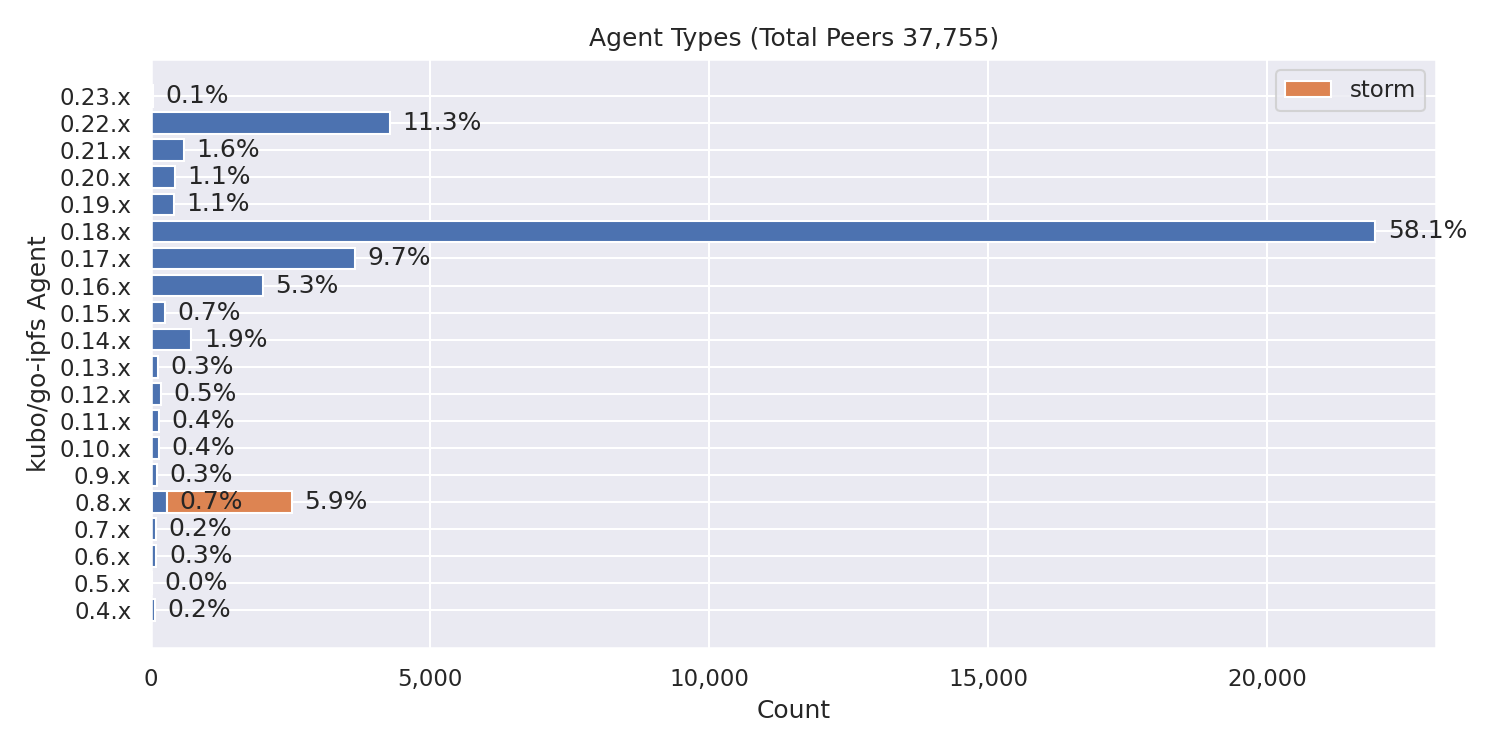 Agent Types (Total Peers 37,755)
storm
kubo/go-ipfs Agent
0.23.x 0.1%
0.22.x 11.3%
0.21.x 1.6%
0.20.x 1.1%
0.19.x 1.1%
0.18.x 58.1%
0.17.x 9.7%
0.16.x 5.3%
0.15.x 0.7%
0.14.x 1.9%
0.13.x 0.3%
0.12.x 0.5%
0.11.x 0.4%
0.10.x 0.4%
0.9.x 0.3%
0.8.x 0.7% 5.9%
0.7.x 0.2%
0.6.x 0.3%
0.5.x 0.0%
0.4.x 0.2%
0 5,000 10,000 15,000 20,000
Count